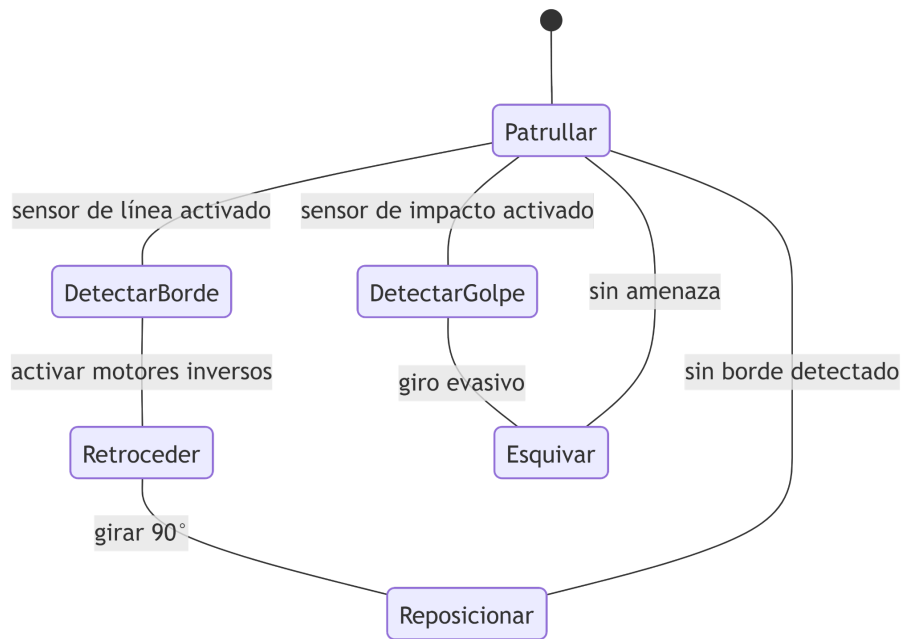 Patrullar
sensor de línea activado
sensor de impacto activado
DetectarBorde
DetectarGolpe
sin amenaza
activar motores inversos
giro evasivo
sin borde detectado
Retroceder
Esquivar
girar 90°
Reposicionar